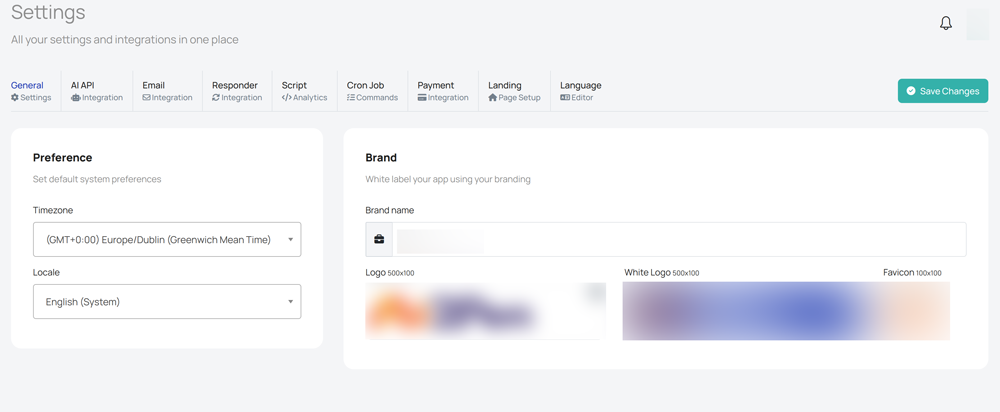 Settings
All your settings and integrations in one place
General
Settings
AI API
Integration
Email
Integration
Responder
Integration
Script
Analytics
Cron Job
Commands
Payment
Integration
Landing
Page Setup
Language
Editor
Save Changes
Preference
Set default system preferences
Timezone
(GMT+0:00) Europe/Dublin (Greenwich Mean Time)
Locale
English (System)
Brand
White label your app using your branding
Brand name
Logo 500x100
White Logo 500x100
Favicon 100x100